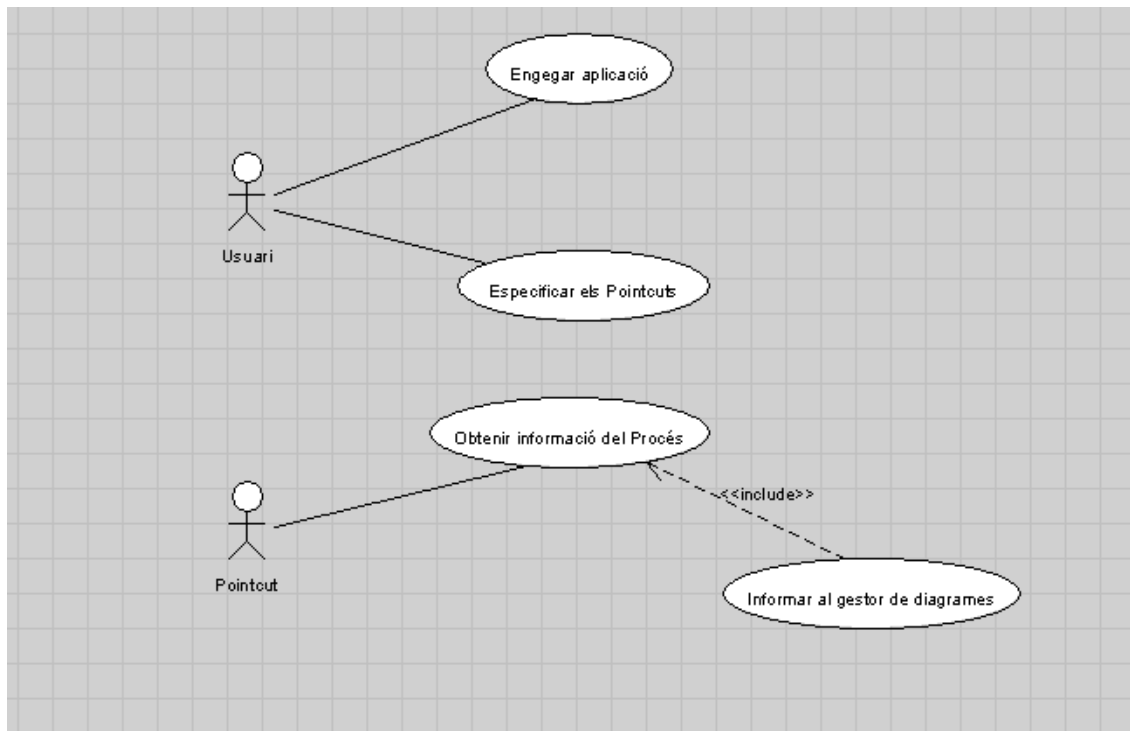 Engegar aplicació
Usuari
Especificar els Pointcuts
Obtenir informació del Procés
<<include>>
Pointcut
Informar al gestor de diagrames